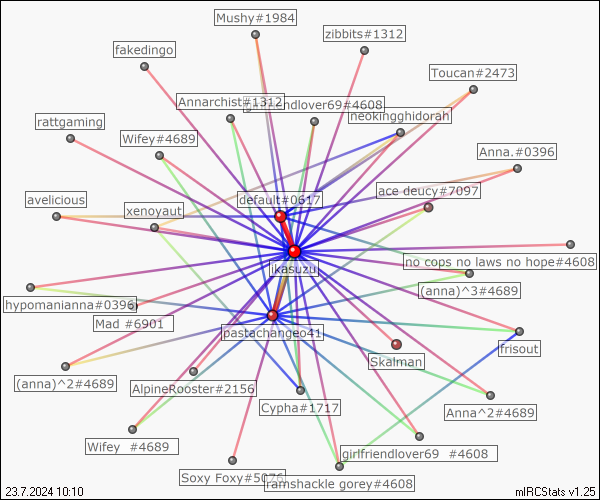 Mushy#1984
zibbits#1312
fakedingo
Toucan#2473
Annarchist#1312
girlfriendlover69#4608
neokingghidorah
rattgaming
Wifey#4689
Anna.#0396
ace deucy#7097
default#0617
avelicious
xenoyaut
ikasuzu
no cops no laws no hope#4608
(anna)^3#4689
hypomanianna#0396
Mad #6901
pastachangeo41
frisout
Skalman
(anna)^2#4689
AlpineRooster#2156
Cypha#1717
Anna^2#4689
Wifey #4689
girlfriendlover69 #4608
Soxy Foxy#5076
ramshackle gorey#4608
23.7.2024 10:10
mIRCStats v1.25